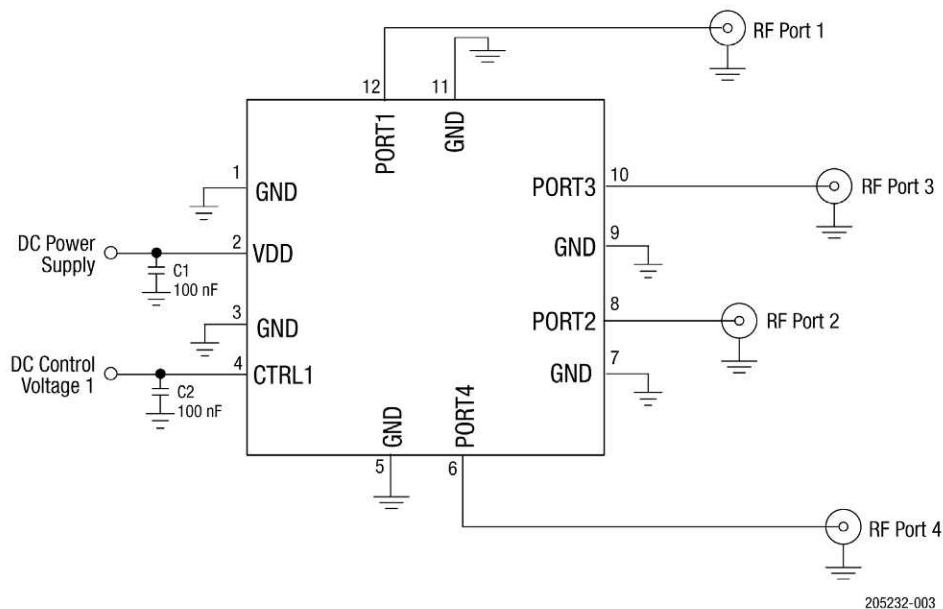 RF Port 1
12
11
PORT1
GND
1
GND
PORT3
10
RF Port 3
DC Power
Supply
2
VDD
C1
100 nF
GND
9
3
GND
PORT2
8
RF Port 2
DC Control
Voltage 1
4
CTRL1
C2
100 nF
GND
7
GND
PORT4
5
6
RF Port 4
205232-003